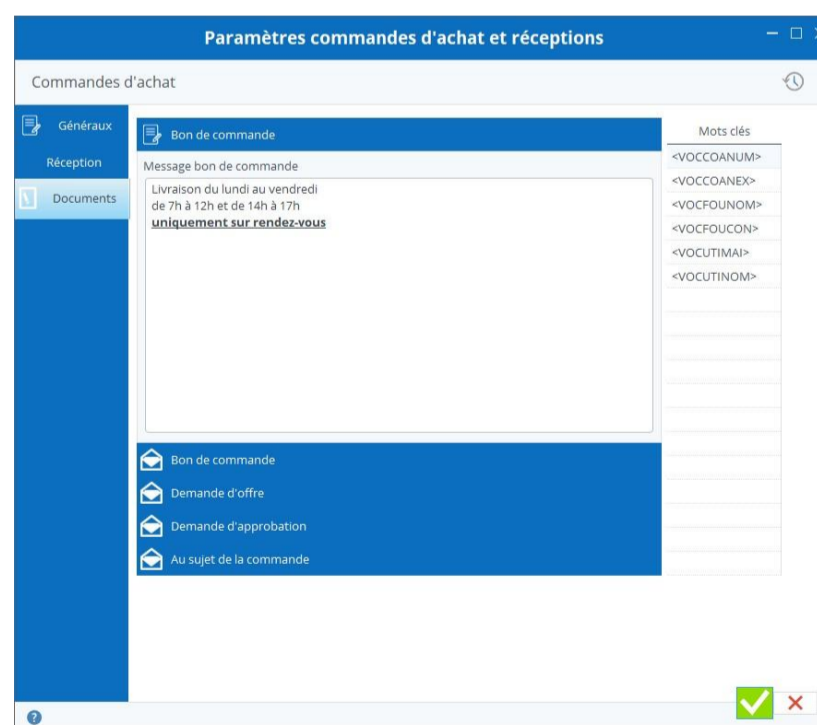 Paramètres commandes d'achat et réceptions
Commandes d'achat
Généraux
Réception
Documents
Bon de commande
Message bon de commande
Livraison du lundi au vendredi
de 7h à 12h et de 14h à 17h
uniquement sur rendez-vous
Bon de commande
Demande d'offre
Demande d'approbation
Au sujet de la commande
Mots clés
<VOCCOANUM>
<VOCCOANEX>
<VOCFOUNOM>
<VOCFOUCON>
<VOCUTIMAI>
<VOCUTINOM>